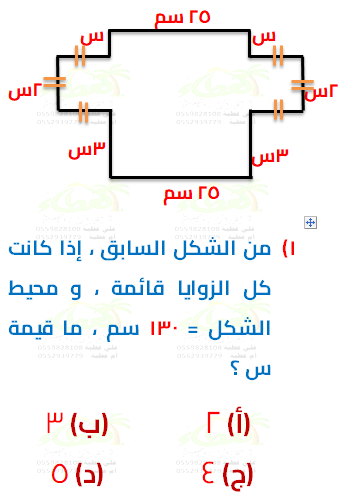 ٢٥ سم
س س
٢س ٢س
٣س ٣س
٢٥ سم
١) من الشكل السابق ، إذا كانت
كل الزوايا قائمة ، و محيط
الشكل = ١٣٠ سم ، ما قيمة
س ؟
(أ) ٢ (ب) ٣
(ج) ٤ (د) ٥